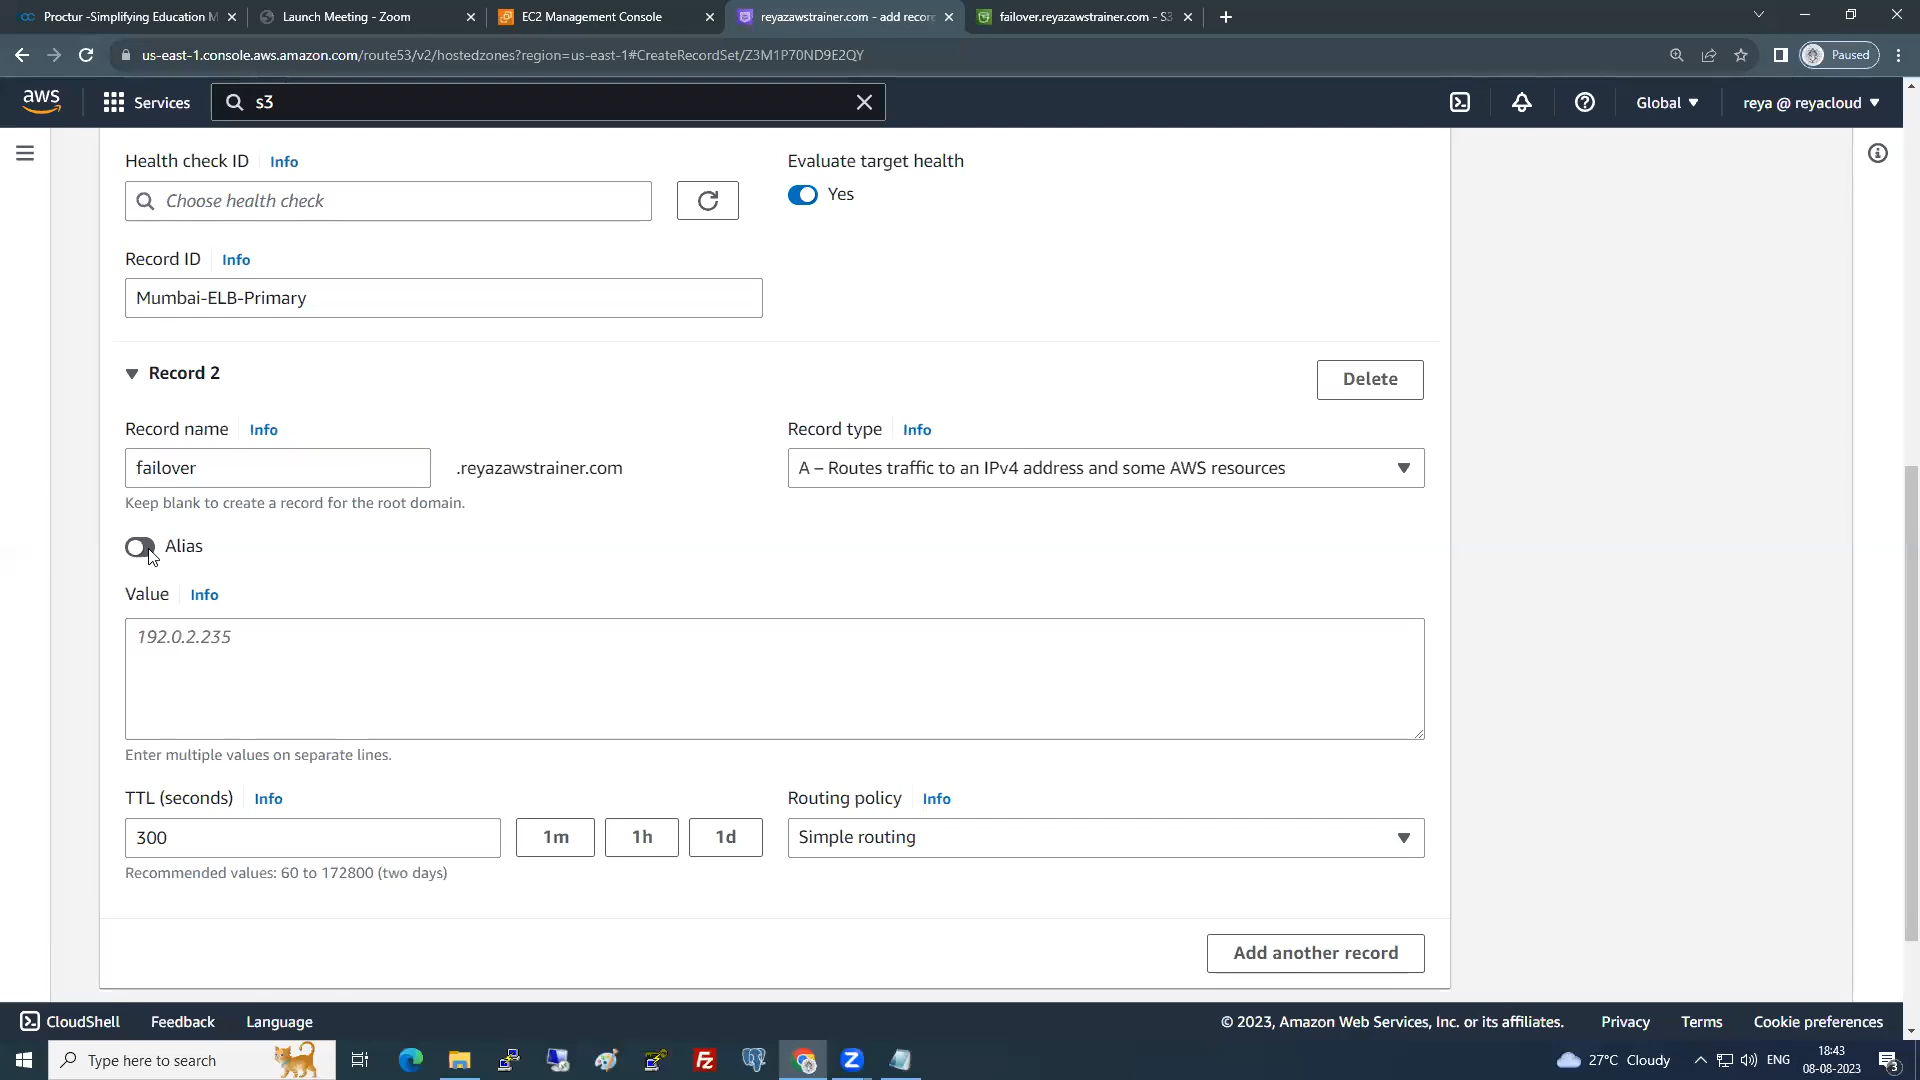 Proctur -Simplifying Education M
Launch Meeting - Zoom
EC2 Management Console
reyazawstrainer.com - add recor
failover.reyazawstrainer.com - S3
us-east-1.console.aws.amazon.com/route53/v2/hostedzones?region=us-east-1#CreateRecordSet/Z3M1P70ND9E2QY
Paused
aws
Services
s3
Global
reya @ reyacloud
Health check ID Info
Evaluate target health
Choose health check
Yes
Record ID Info
Mumbai-ELB-Primary
Record 2
Delete
Record name Info
Record type Info
failover
.reyazawstrainer.com
A – Routes traffic to an IPv4 address and some AWS resources
Keep blank to create a record for the root domain.
Alias
Value Info
192.0.2.235
Enter multiple values on separate lines.
TTL (seconds) Info
Routing policy Info
300
1m
1h
1d
Simple routing
Recommended values: 60 to 172800 (two days)
Add another record
CloudShell
Feedback
Language
© 2023, Amazon Web Services, Inc. or its affiliates.
Privacy
Terms
Cookie preferences
Type here to search
27°C Cloudy
ENG
18:43
08-08-2023
3